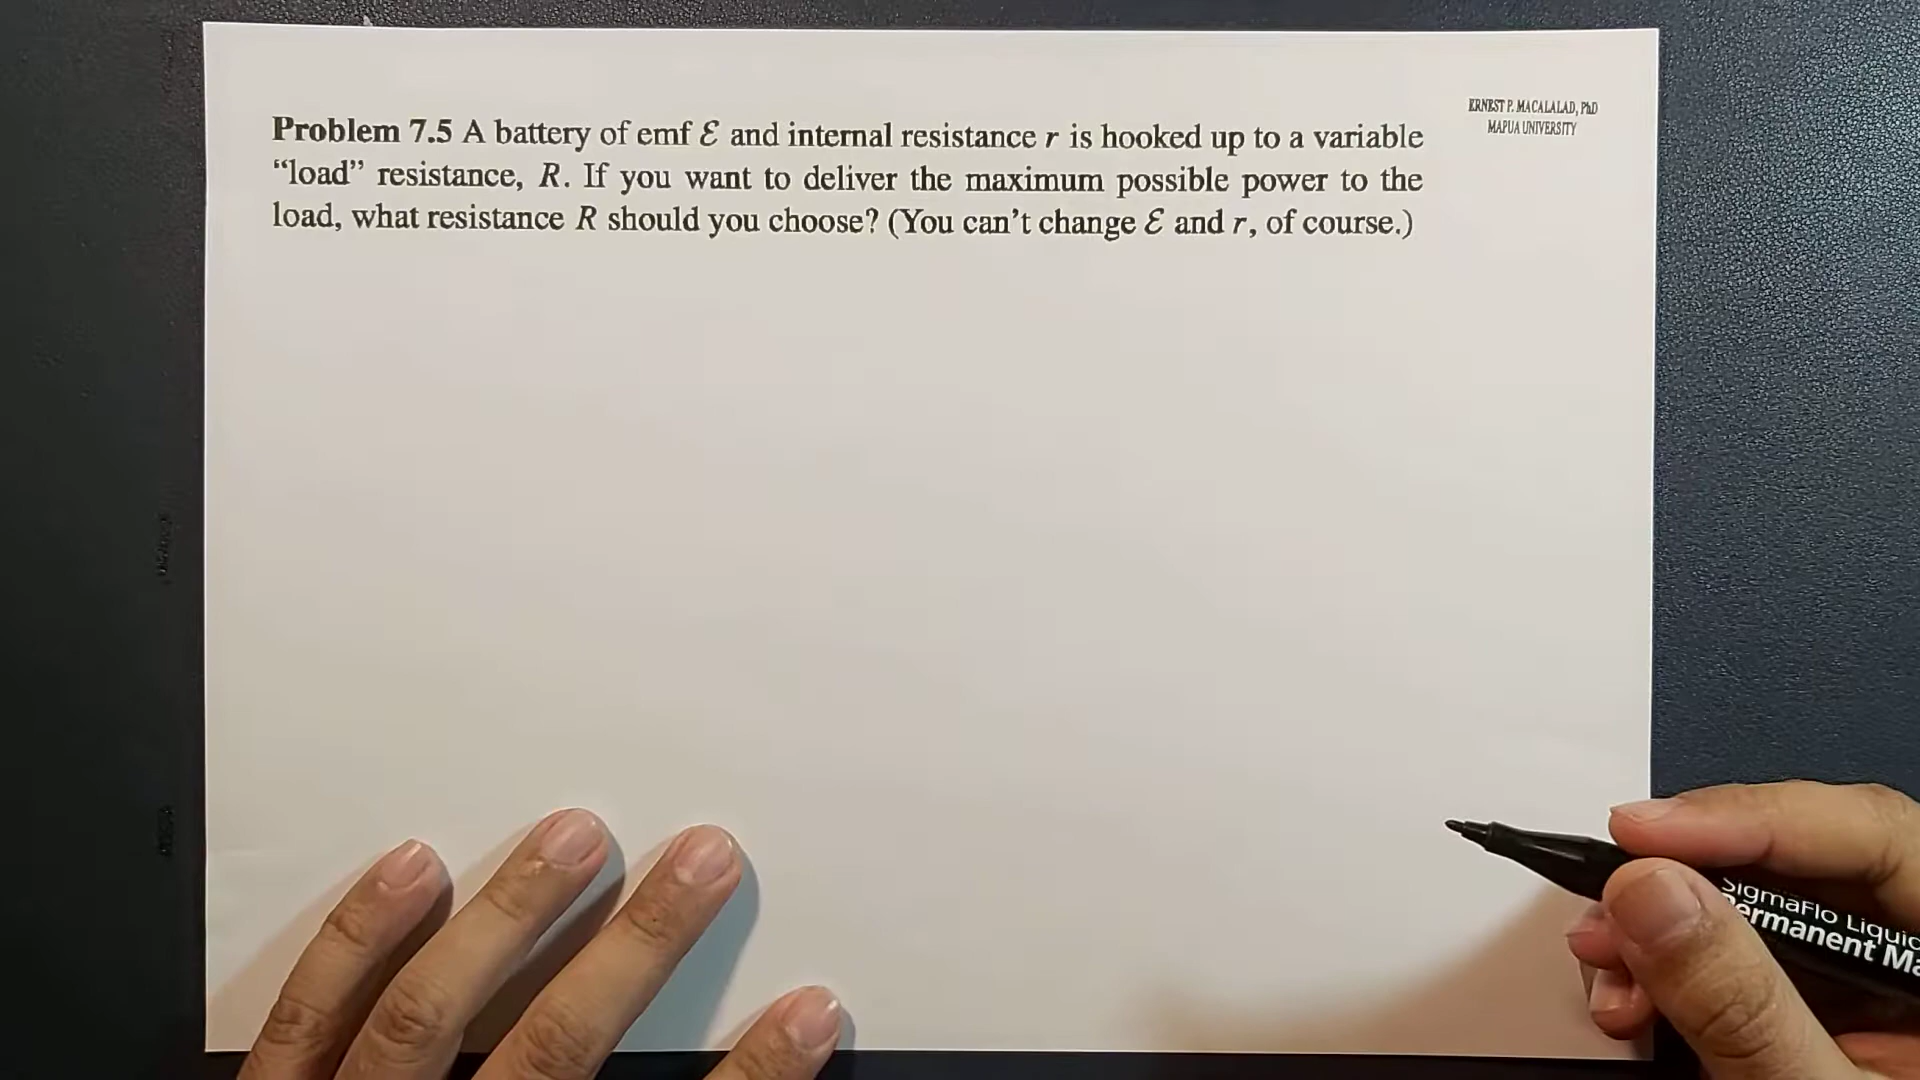 Problem 7.5 A battery of emf ℰ and internal resistance r is hooked up to a variable
“load” resistance, R. If you want to deliver the maximum possible power to the
load, what resistance R should you choose? (You can’t change ℰ and r, of course.)
ERNEST P. MACALALAD, PhD
MAPUA UNIVERSITY
SigmaFlo Liquid
Permanent Ma